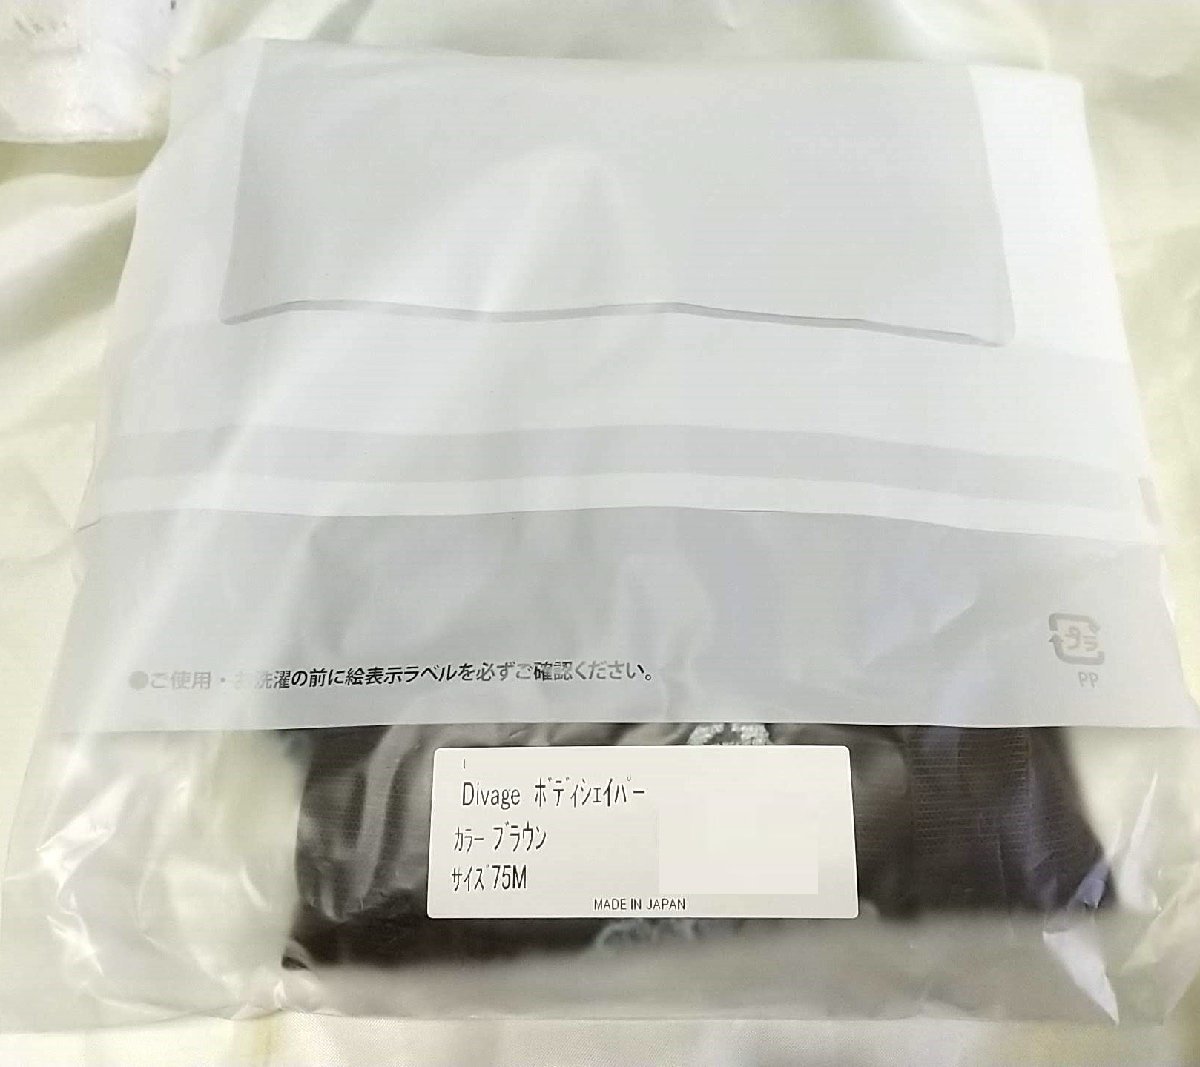 ●ご使用・お洗濯の前に絵表示ラベルを必ずご確認ください。
プラ
PP
Divage ボディシェイパー
カラー ブラウン
サイズ 75M
MADE IN JAPAN